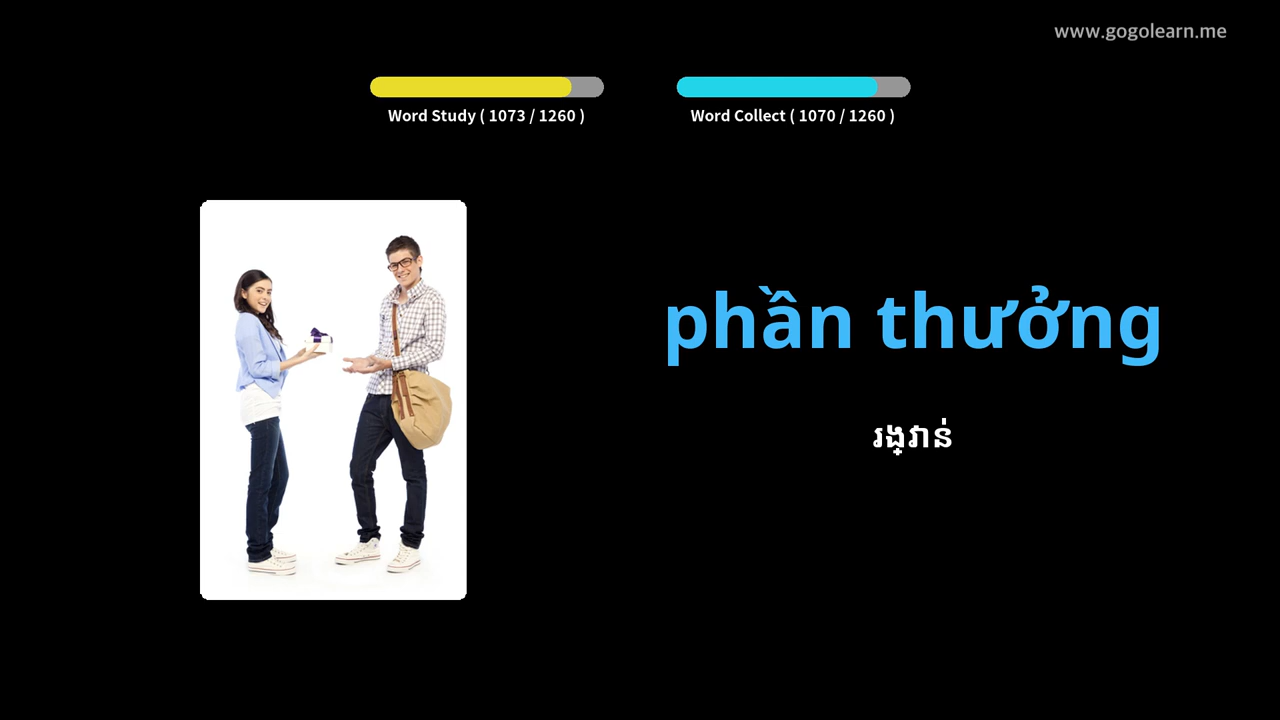 www.gogolearn.me
Word Study ( 1073 / 1260 )
Word Collect ( 1070 / 1260 )
phần thưởng
រង្វាន់